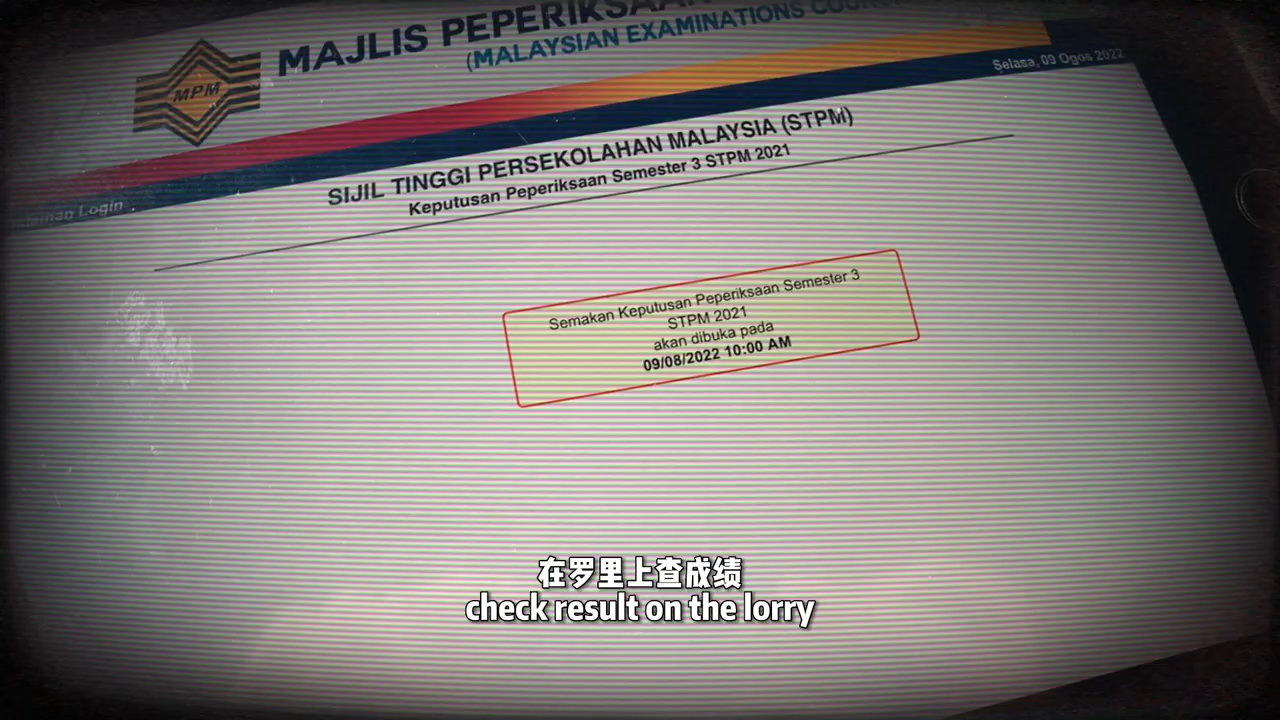 MAJLIS PEPERIKSAAN
(MALAYSIAN EXAMINATIONS
MPM
Selasa, 09 Ogos 2022
Login
SIJIL TINGGI PERSEKOLAHAN MALAYSIA (STPM)
Keputusan Peperiksaan Semester 3 STPM 2021
Semakan Keputusan Peperiksaan Semester 3
STPM 2021
akan dibuka pada
09/08/2022 10:00 AM
在罗里上查成绩
check result on the lorry